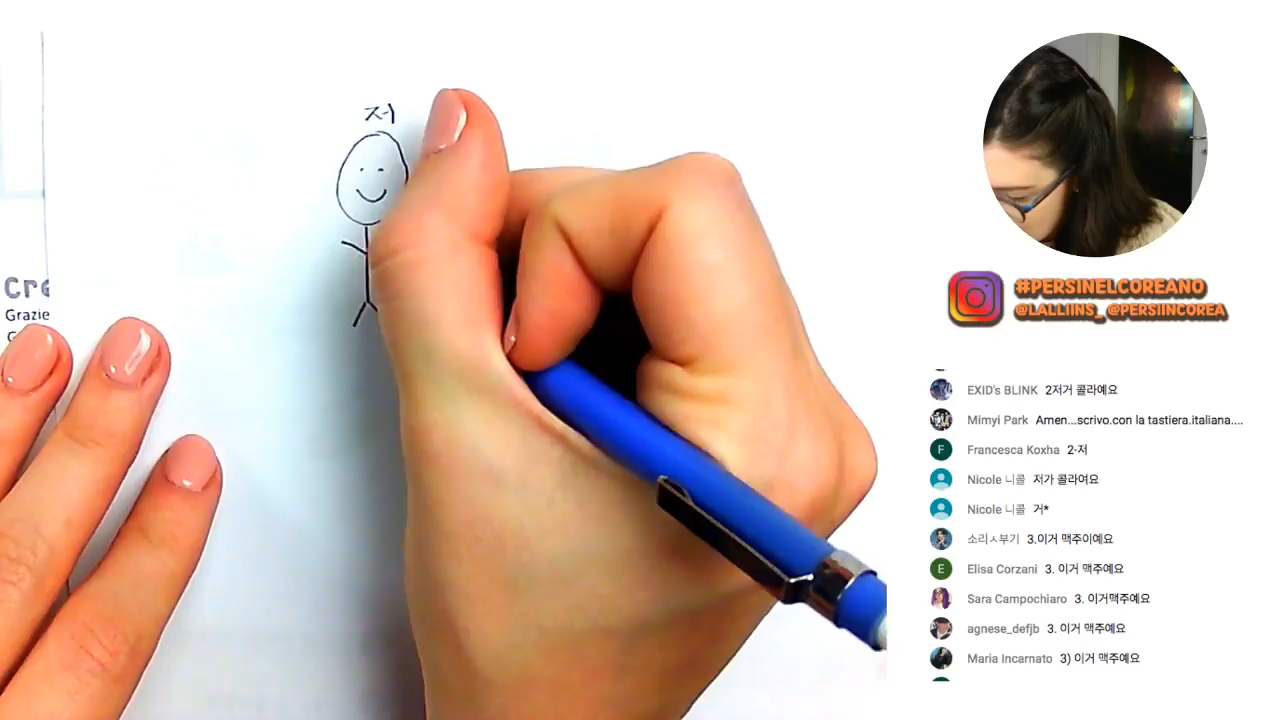 저
Cre
Grazie
#PERSINELCOREANO
@LALLIINS_ @PERSIINCOREA
EXID's BLINK 2저거 콜라예요
Mimyi Park Amen...scrivo.con la tastiera.italiana....
F Francesca Koxha 2-저
Nicole 니콜 저가 콜라여요
Nicole 니콜 거*
소리ㅅ부기 3.이거 맥주이예요
E Elisa Corzani 3. 이거 맥주예요
Sara Campochiaro 3. 이거맥주예요
agnese_defjb 3. 이거 맥주예요
Maria Incarnato 3) 이거 맥주예요